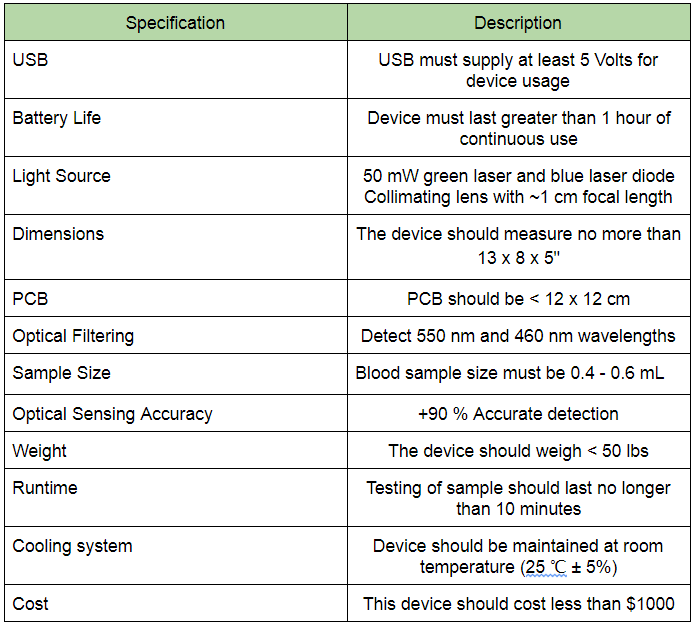 Specification Description
USB USB must supply at least 5 Volts for
device usage
Battery Life Device must last greater than 1 hour of
continuous use
Light Source 50 mW green laser and blue laser diode
Collimating lens with ~1 cm focal length
Dimensions The device should measure no more than
13 x 8 x 5"
PCB PCB should be < 12 x 12 cm
Optical Filtering Detect 550 nm and 460 nm wavelengths
Sample Size Blood sample size must be 0.4 - 0.6 mL
Optical Sensing Accuracy +90 % Accurate detection
Weight The device should weigh < 50 lbs
Runtime Testing of sample should last no longer
than 10 minutes
Cooling system Device should be maintained at room
temperature (25 ℃ ± 5%)
Cost This device should cost less than $1000